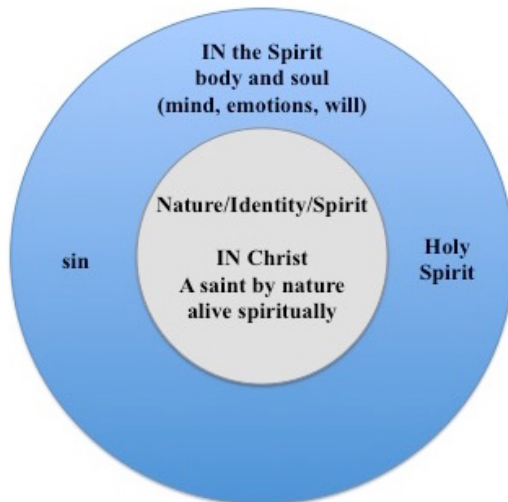 IN the Spirit
body and soul
(mind, emotions, will)
Nature/Identity/Spirit
IN Christ
A saint by nature
alive spiritually
sin
Holy
Spirit